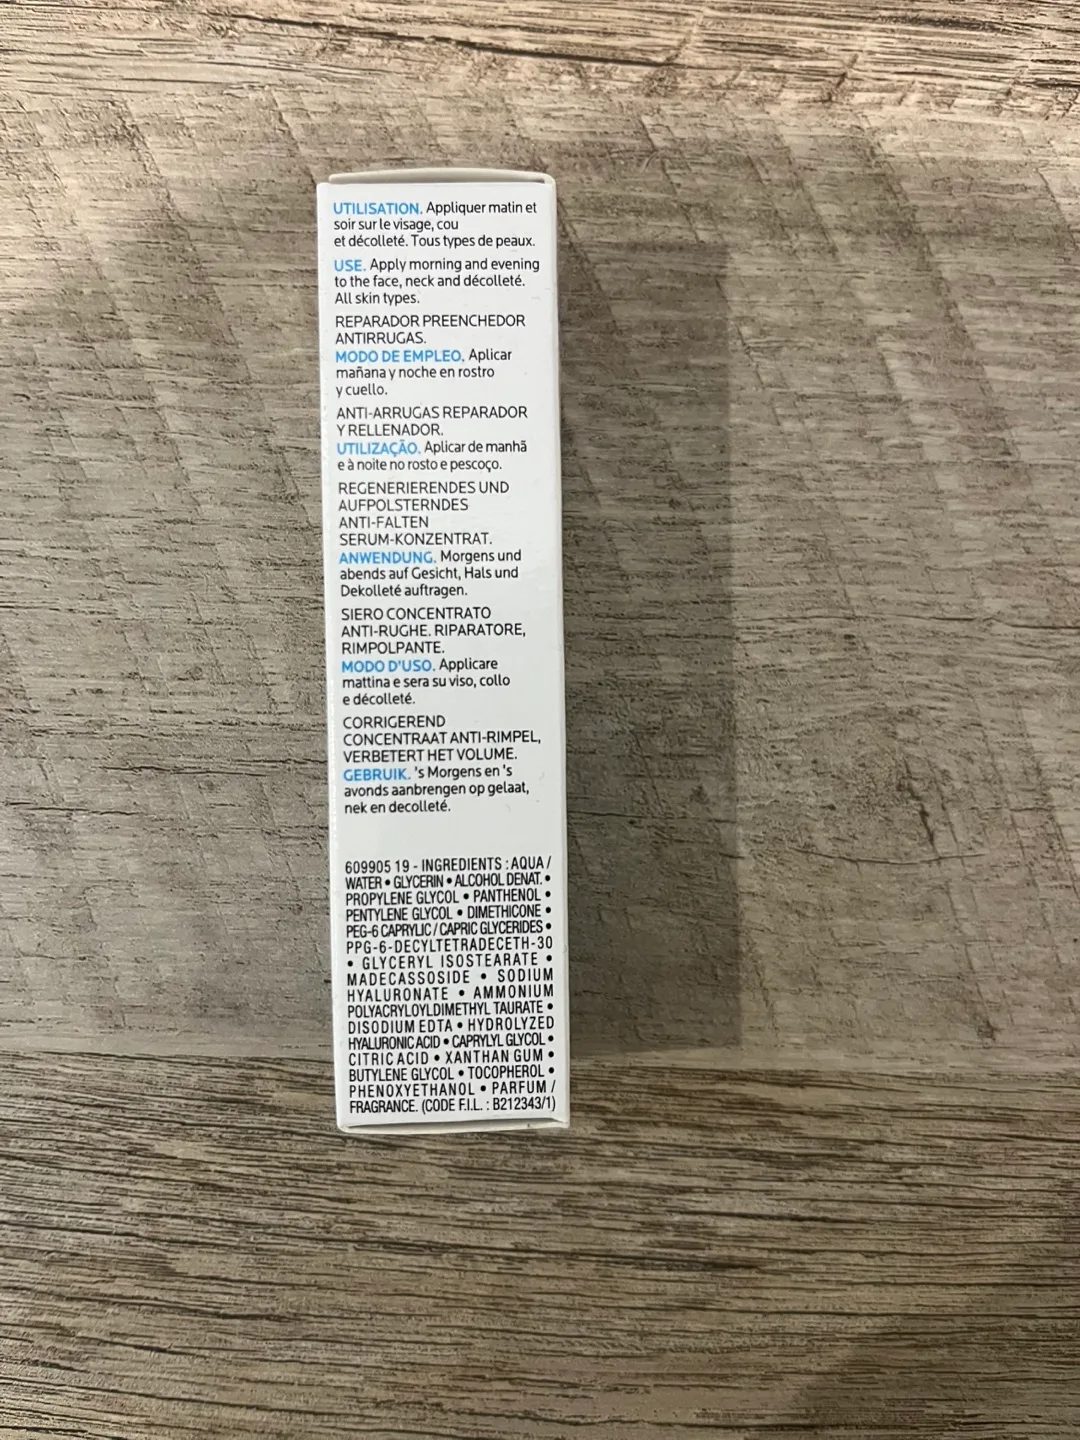 UTILISATION. Appliquer matin et
soir sur le visage, cou
et décolleté. Tous types de peaux.
USE. Apply morning and evening
to the face, neck and décolleté.
All skin types.
REPARADOR PREENCHEDOR
ANTIRRUGAS.
MODO DE EMPLEO. Aplicar
mañana y noche en rostro
y cuello.
ANTI-ARRUGAS REPARADOR
Y RELLENADOR.
UTILIZAÇÃO. Aplicar de manhã
e à noite no rosto e pescoço.
REGENERIERENDES UND
AUFPOLSTERNDES
ANTI-FALTEN
SERUM-KONZENTRAT.
ANWENDUNG. Morgens und
abends auf Gesicht, Hals und
Dekolleté auftragen.
SIERO CONCENTRATO
ANTI-RUGHE. RIPARATORE,
RIMPOLPANTE.
MODO D'USO. Applicare
mattina e sera su viso, collo
e décolleté.
CORRIGEREND
CONCENTRAAT ANTI-RIMPEL,
VERBETERT HET VOLUME.
GEBRUIK. 's Morgens en 's
avonds aanbrengen op gelaat,
nek en decolleté.
609905 19 - INGREDIENTS : AQUA /
WATER • GLYCERIN • ALCOHOL DENAT. •
PROPYLENE GLYCOL • PANTHENOL •
PENTYLENE GLYCOL • DIMETHICONE •
PEG-6 CAPRYLIC / CAPRIC GLYCERIDES •
PPG-6-DECYLTETRADECETH-30
• GLYCERYL ISOSTEARATE •
MADECASSOSIDE • SODIUM
HYALURONATE • AMMONIUM
POLYACRYLOYLDIMETHYL TAURATE •
DISODIUM EDTA • HYDROLYZED
HYALURONIC ACID • CAPRYLYL GLYCOL •
CITRIC ACID • XANTHAN GUM •
BUTYLENE GLYCOL • TOCOPHEROL •
PHENOXYETHANOL • PARFUM /
FRAGRANCE. (CODE F.I.L. : B212343/1)